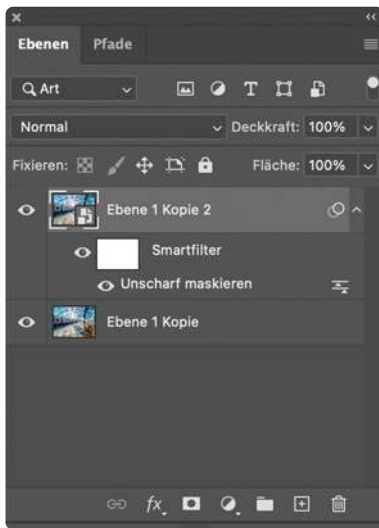 Ebenen Pfade
Art
Normal Deckkraft: 100%
Fixieren: Fläche: 100%
Ebene 1 Kopie 2
Smartfilter
Unscharf maskieren
Ebene 1 Kopie
fx